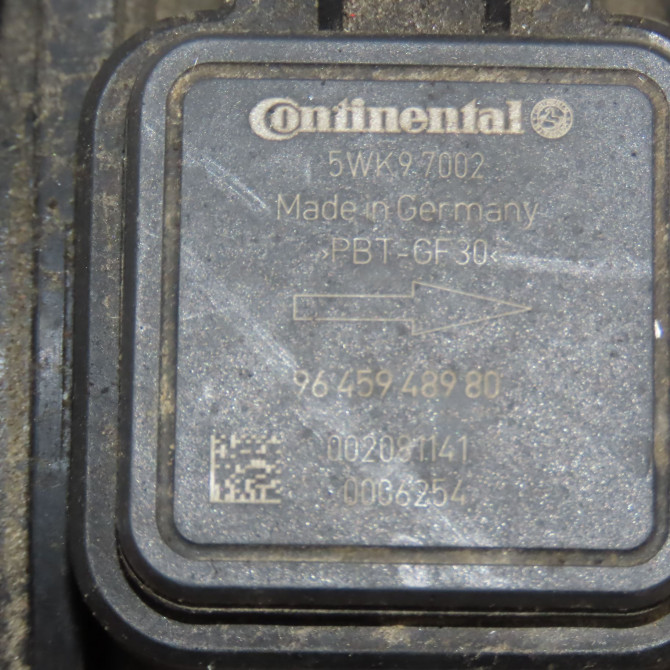 Continental
5WK9 7002
Made in Germany
›PBT-GF30‹
96 459 489 80
002081141
0006254